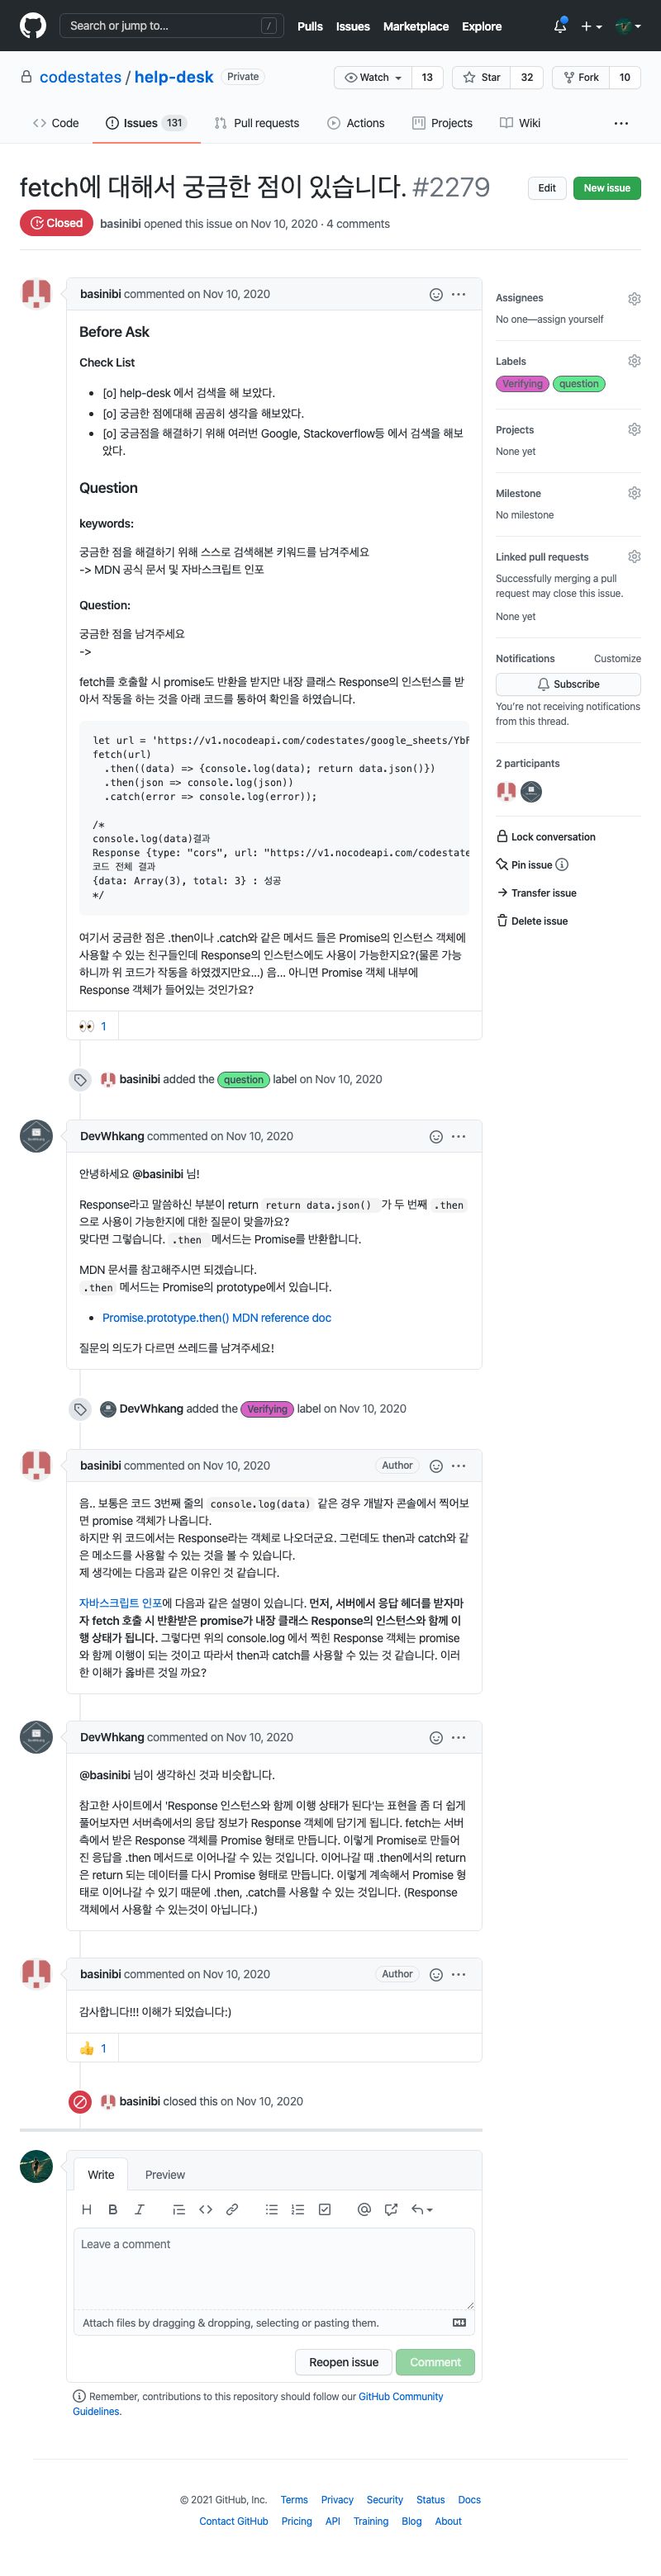 Search or jump to...
/
Pulls Issues Marketplace Explore
codestates / help-desk Private
Watch 13 Star 32 Fork 10
Code Issues 131 Pull requests Actions Projects Wiki
fetch에 대해서 궁금한 점이 있습니다. #2279
Edit New issue
Closed basinibi opened this issue on Nov 10, 2020 · 4 comments
basinibi commented on Nov 10, 2020
Before Ask
Check List
• [o] help-desk 에서 검색을 해 보았다.
• [o] 궁금한 점에대해 곰곰히 생각을 해보았다.
• [o] 궁금점을 해결하기 위해 여러번 Google, Stackoverflow등 에서 검색을 해보
았다.
Question
keywords:
궁금한 점을 해결하기 위해 스스로 검색해본 키워드를 남겨주세요
-> MDN 공식 문서 및 자바스크립트 인포
Question:
궁금한 점을 남겨주세요
->
fetch를 호출할 시 promise도 반환을 받지만 내장 클래스 Response의 인스턴스를 받
아서 작동을 하는 것을 아래 코드를 통하여 확인을 하였습니다.
let url = 'https://v1.nocodeapi.com/codestates/google_sheets/YbF
fetch(url)
.then((data) => {console.log(data); return data.json()})
.then(json => console.log(json))
.catch(error => console.log(error));
/*
console.log(data)결과
Response {type: "cors", url: "https://v1.nocodeapi.com/codestate
코드 전체 결과
{data: Array(3), total: 3} : 성공
*/
여기서 궁금한 점은 .then이나 .catch와 같은 메서드 들은 Promise의 인스턴스 객체에
사용할 수 있는 친구들인데 Response의 인스턴스에도 사용이 가능한지요?(물론 가능
하니까 위 코드가 작동을 하였겠지만요...) 음... 아니면 Promise 객체 내부에
Response 객체가 들어있는 것인가요?
👀 1
basinibi added the question label on Nov 10, 2020
DevWhkang commented on Nov 10, 2020
안녕하세요 @basinibi 님!
Response라고 말씀하신 부분이 return return data.json() 가 두 번째 .then
으로 사용이 가능한지에 대한 질문이 맞을까요?
맞다면 그렇습니다. .then 메서드는 Promise를 반환합니다.
MDN 문서를 참고해주시면 되겠습니다.
.then 메서드는 Promise의 prototype에서 있습니다.
• Promise.prototype.then() MDN reference doc
질문의 의도가 다르면 쓰레드를 남겨주세요!
DevWhkang added the Verifying label on Nov 10, 2020
basinibi commented on Nov 10, 2020 Author
음.. 보통은 코드 3번째 줄의 console.log(data) 같은 경우 개발자 콘솔에서 찍어보
면 promise 객체가 나옵니다.
하지만 위 코드에서는 Response라는 객체로 나오더군요. 그런데도 then과 catch와 같
은 메소드를 사용할 수 있는 것을 볼 수 있습니다.
제 생각에는 다음과 같은 이유인 것 같습니다.
자바스크립트 인포에 다음과 같은 설명이 있습니다. 먼저, 서버에서 응답 헤더를 받자마
자 fetch 호출 시 반환받은 promise가 내장 클래스 Response의 인스턴스와 함께 이
행 상태가 됩니다. 그렇다면 위의 console.log 에서 찍힌 Response 객체는 promise
와 함께 이행이 되는 것이고 따라서 then과 catch를 사용할 수 있는 것 같습니다. 이러
한 이해가 옳바른 것일 까요?
DevWhkang commented on Nov 10, 2020
@basinibi 님이 생각하신 것과 비슷합니다.
참고한 사이트에서 'Response 인스턴스와 함께 이행 상태가 된다'는 표현을 좀 더 쉽게
풀어보자면 서버측에서의 응답 정보가 Response 객체에 담기게 됩니다. fetch는 서버
측에서 받은 Response 객체를 Promise 형태로 만듭니다. 이렇게 Promise로 만들어
진 응답을 .then 메서드로 이어나갈 수 있는 것입니다. 이어나갈 때 .then에서의 return
은 return 되는 데이터를 다시 Promise 형태로 만듭니다. 이렇게 계속해서 Promise 형
태로 이어나갈 수 있기 때문에 .then, .catch를 사용할 수 있는 것입니다. (Response
객체에서 사용할 수 있는것이 아닙니다.)
basinibi commented on Nov 10, 2020 Author
감사합니다!!! 이해가 되었습니다:)
👍 1
basinibi closed this on Nov 10, 2020
Write Preview
H B I
Leave a comment
Attach files by dragging & dropping, selecting or pasting them.
Reopen issue Comment
Remember, contributions to this repository should follow our GitHub Community
Guidelines.
Assignees
No one—assign yourself
Labels
Verifying question
Projects
None yet
Milestone
No milestone
Linked pull requests
Successfully merging a pull
request may close this issue.
None yet
Notifications Customize
Subscribe
You're not receiving notifications
from this thread.
2 participants
Lock conversation
Pin issue
Transfer issue
Delete issue
© 2021 GitHub, Inc. Terms Privacy Security Status Docs
Contact GitHub Pricing API Training Blog About